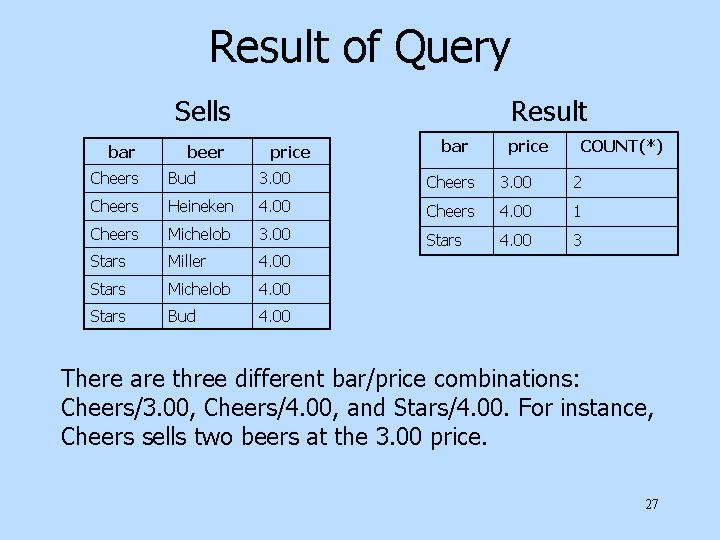 Result of Query
Sells
bar beer price
Cheers Bud 3.00
Cheers Heineken 4.00
Cheers Michelob 3.00
Stars Miller 4.00
Stars Michelob 4.00
Stars Bud 4.00
Result
bar price COUNT(*)
Cheers 3.00 2
Cheers 4.00 1
Stars 4.00 3
There are three different bar/price combinations:
Cheers/3.00, Cheers/4.00, and Stars/4.00. For instance,
Cheers sells two beers at the 3.00 price.
27